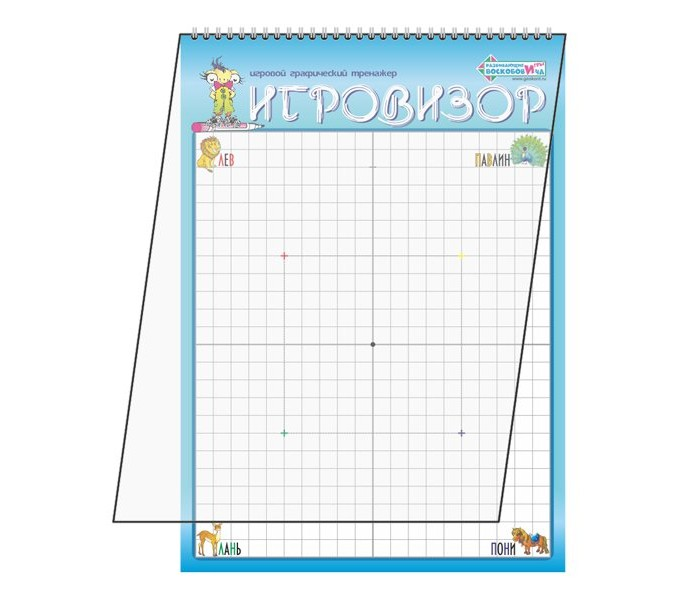 игровой графический тренажер
РАЗВИВАЮЩИЕ ИГРЫ
ВОСКОБОВИЧА
ИГРОВИЗОР
ЛЕВ
ПАВЛИН
ЛАНЬ
ПОНИ